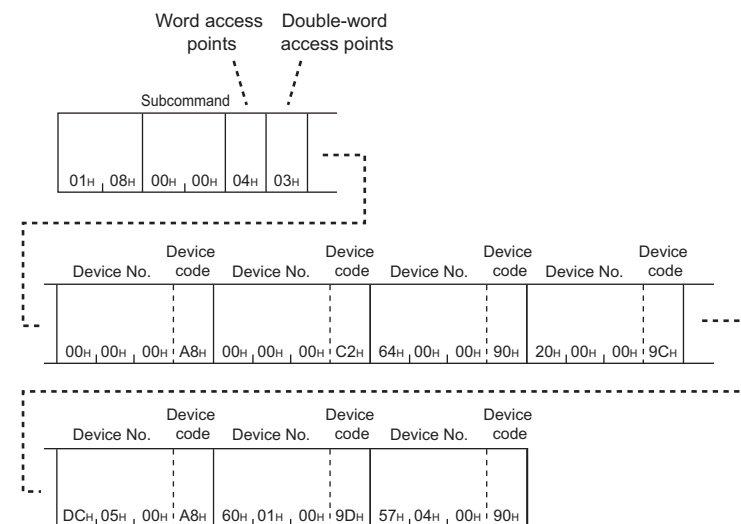 Word access Double-word
points access points
Subcommand
01H 08H 00H 00H 04H 03H
Device Device Device Device
Device No. code Device No. code Device No. code Device No. code
00H 00H 00H A8H 00H 00H 00H C2H 64H 00H 00H 90H 20H 00H 00H 9CH
Device Device Device
Device No. code Device No. code Device No. code
DCH 05H 00H A8H 60H 01H 00H 9DH 57H 04H 00H 90H